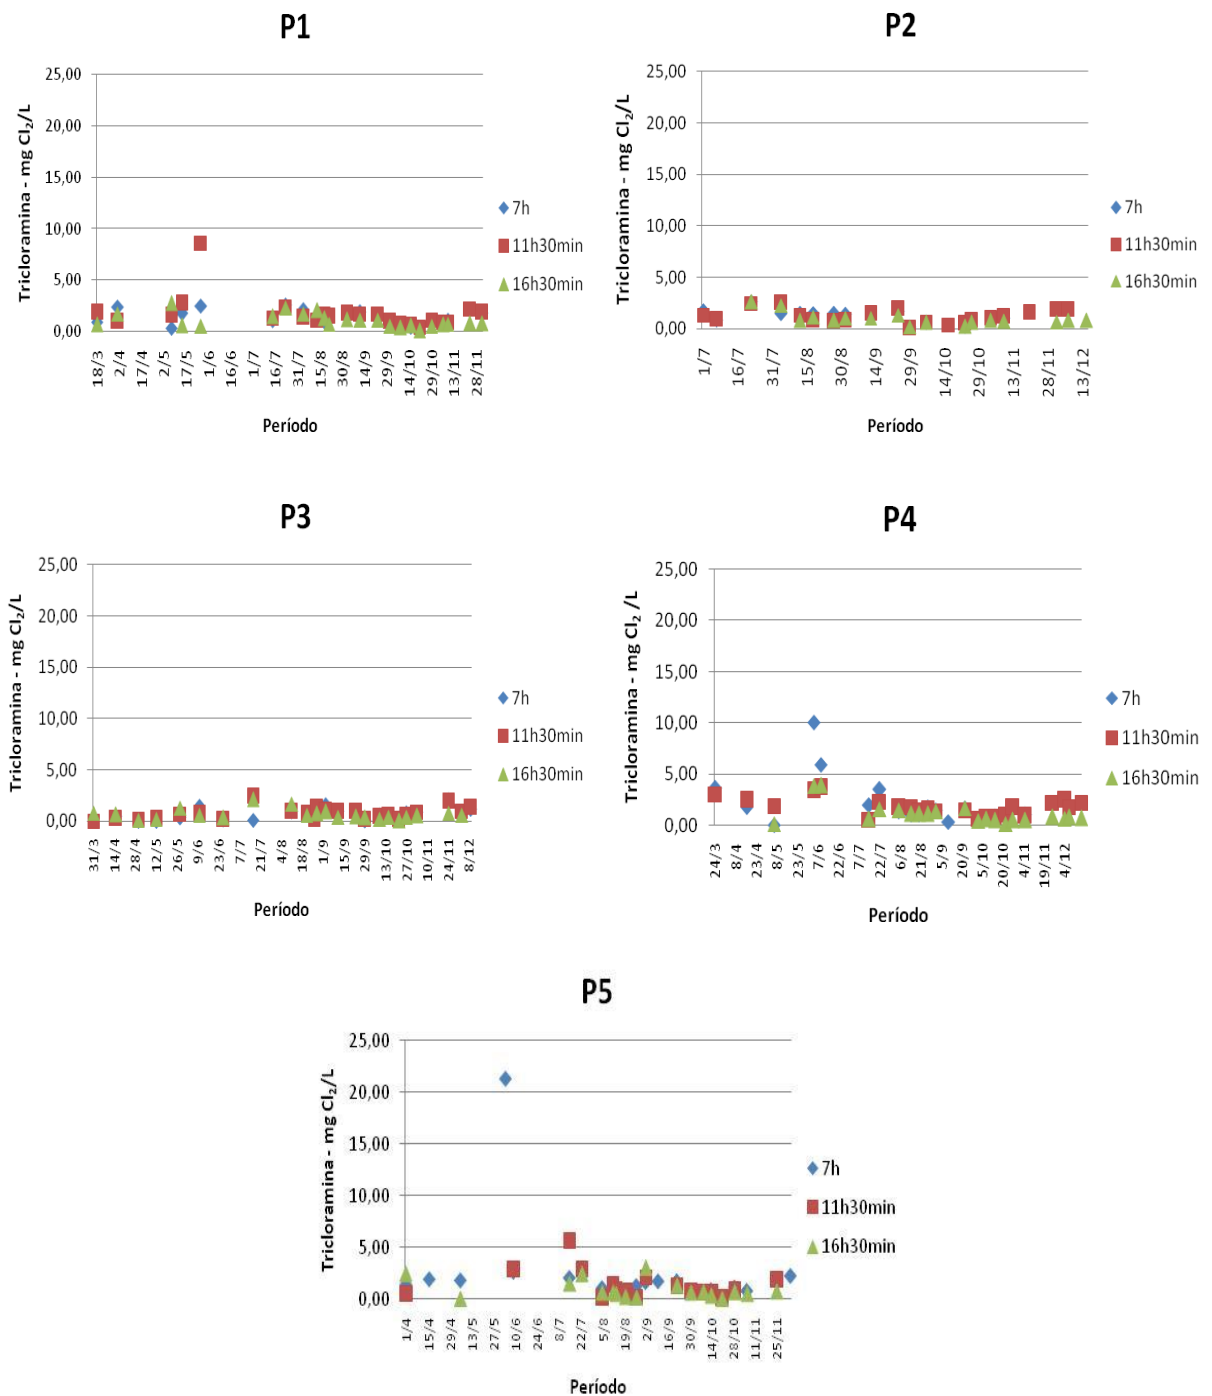 P1
Tricloramina - mg Cl₂/L
25,00
20,00
15,00
10,00
5,00
0,00
18/3 2/4 17/4 2/5 17/5 1/6 16/6 1/7 16/7 31/7 15/8 30/8 14/9 29/9 14/10 29/10 13/11 28/11
Período
7h
11h30min
16h30min
P2
Tricloramina - mg Cl₂/L
25,00
20,00
15,00
10,00
5,00
0,00
1/7 16/7 31/7 15/8 30/8 14/9 29/9 14/10 29/10 13/11 28/11 13/12
Período
7h
11h30min
16h30min
P3
Tricloramina - mg Cl₂/L
25,00
20,00
15,00
10,00
5,00
0,00
31/3 14/4 28/4 12/5 26/5 9/6 23/6 7/7 21/7 4/8 18/8 1/9 15/9 29/9 13/10 27/10 10/11 24/11 8/12
Período
7h
11h30min
16h30min
P4
Tricloramina - mg Cl₂ /L
25,00
20,00
15,00
10,00
5,00
0,00
24/3 8/4 23/4 8/5 23/5 7/6 22/6 7/7 22/7 6/8 21/8 5/9 20/9 5/10 20/10 4/11 19/11 4/12
Período
7h
11h30min
16h30min
P5
Tricloramina - mg Cl₂/L
25,00
20,00
15,00
10,00
5,00
0,00
1/4 15/4 29/4 13/5 27/5 10/6 24/6 8/7 22/7 5/8 19/8 2/9 16/9 30/9 14/10 28/10 11/11 25/11
Período
7h
11h30min
16h30min